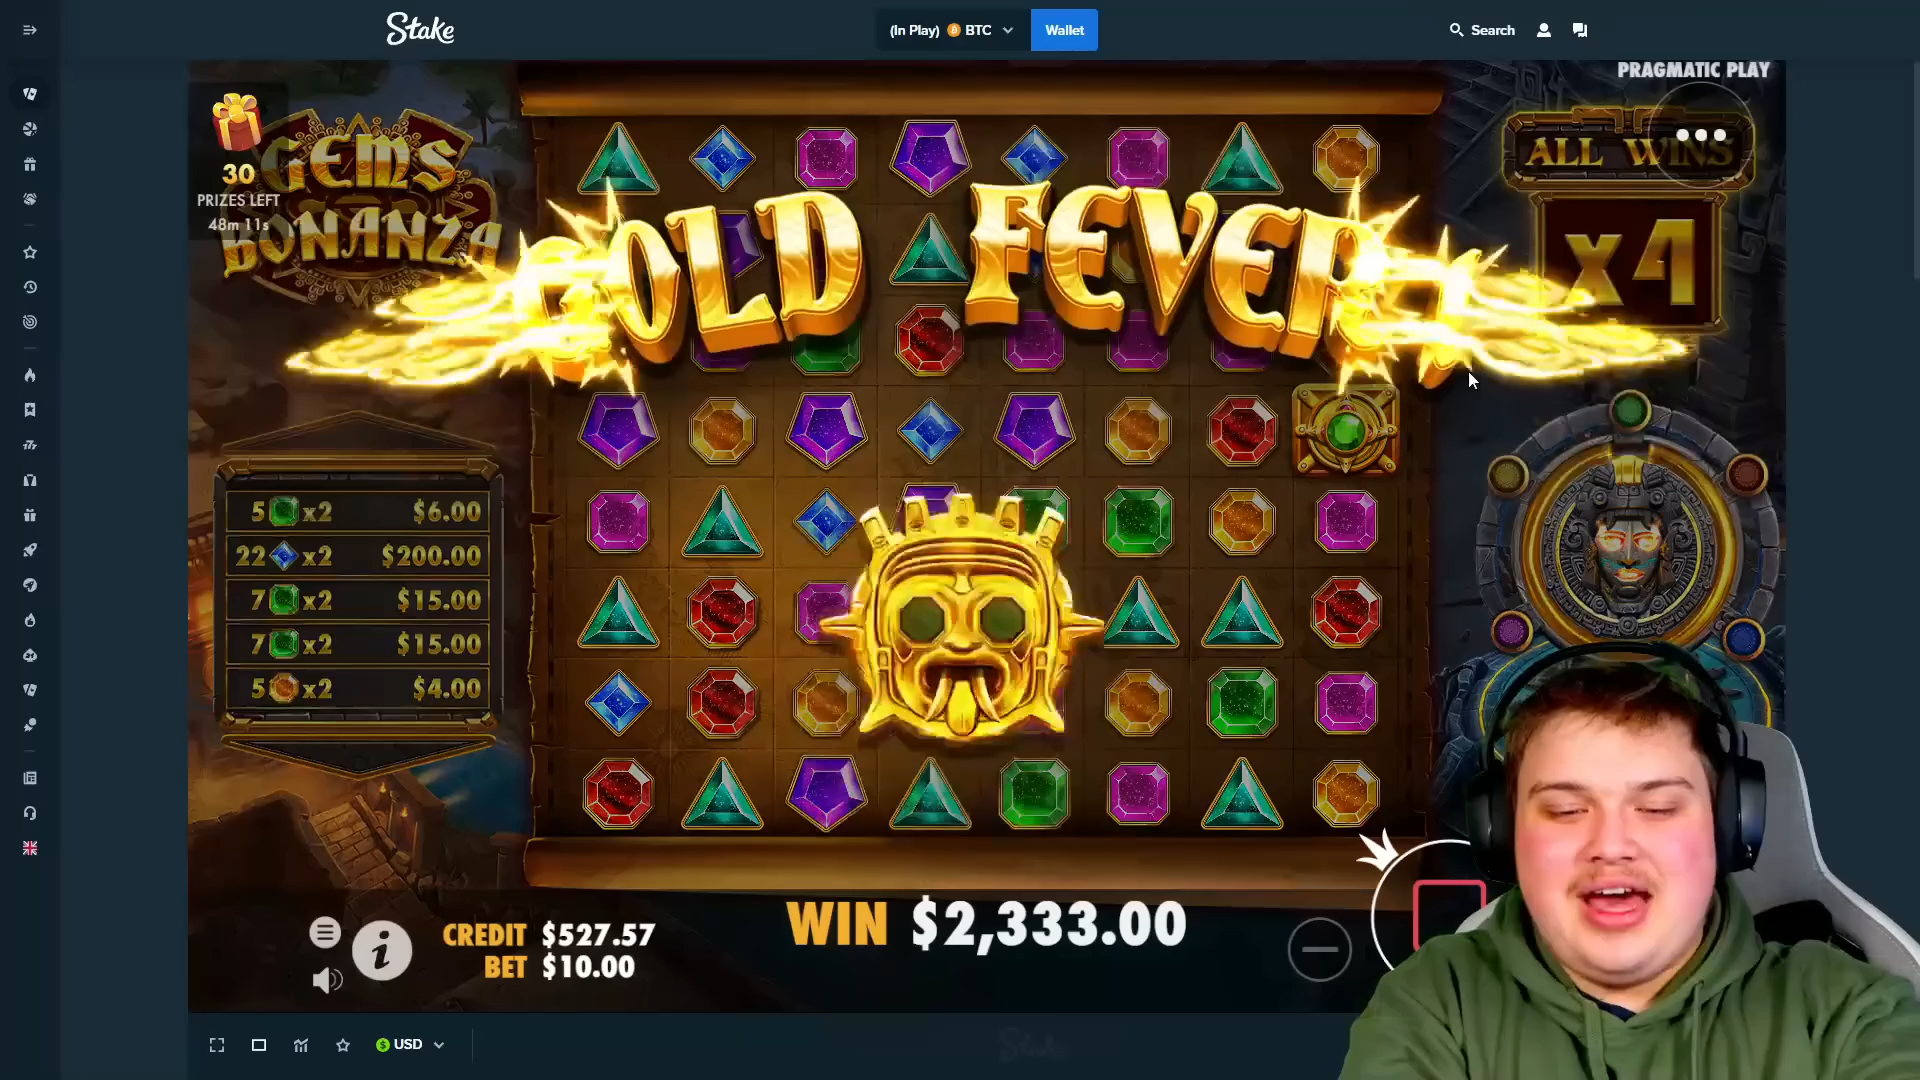 Stake
(In Play) BTC
Wallet
Search
PRAGMATIC PLAY
30
PRIZES LEFT
48m 11s
GEMS
BONANZA
GOLD FEVER
ALL WINS
x4
5 x2 $6.00
22 x2 $200.00
7 x2 $15.00
7 x2 $15.00
5 x2 $4.00
CREDIT $527.57
BET $10.00
WIN $2,333.00
USD
Stake